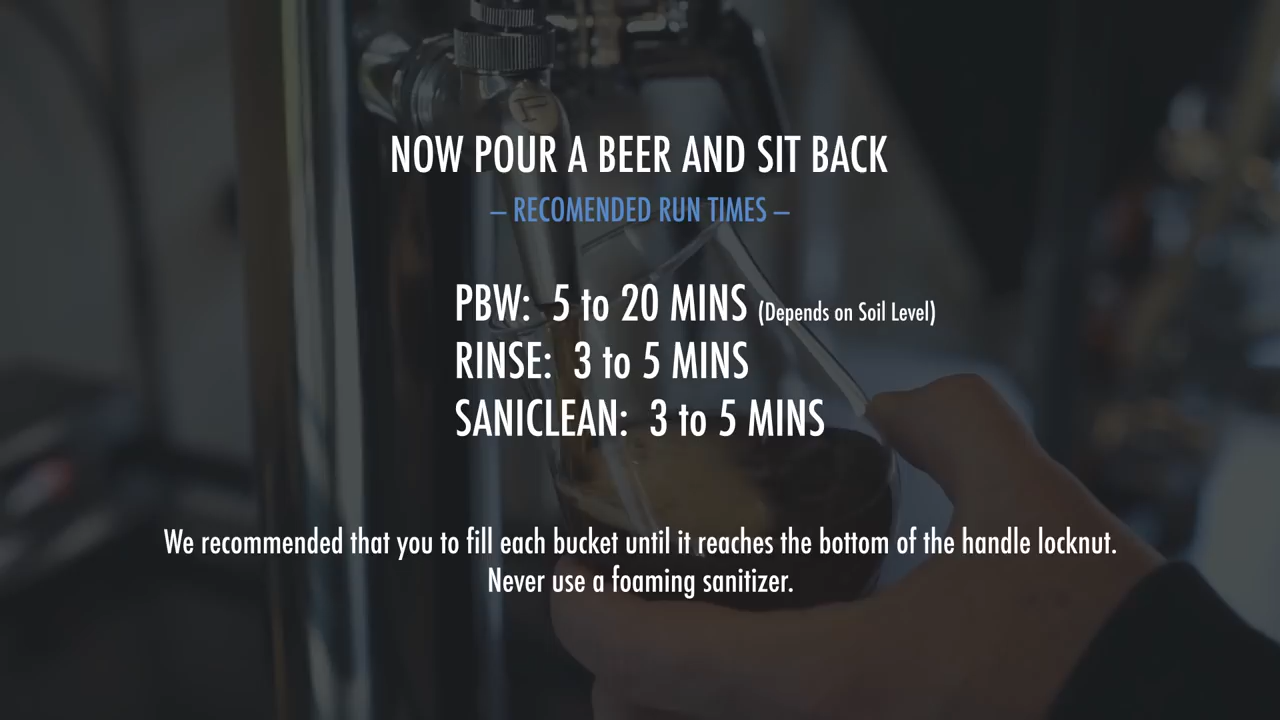 NOW POUR A BEER AND SIT BACK
– RECOMENDED RUN TIMES –
PBW: 5 to 20 MINS (Depends on Soil Level)
RINSE: 3 to 5 MINS
SANICLEAN: 3 to 5 MINS
We recommended that you to fill each bucket until it reaches the bottom of the handle locknut.
Never use a foaming sanitizer.